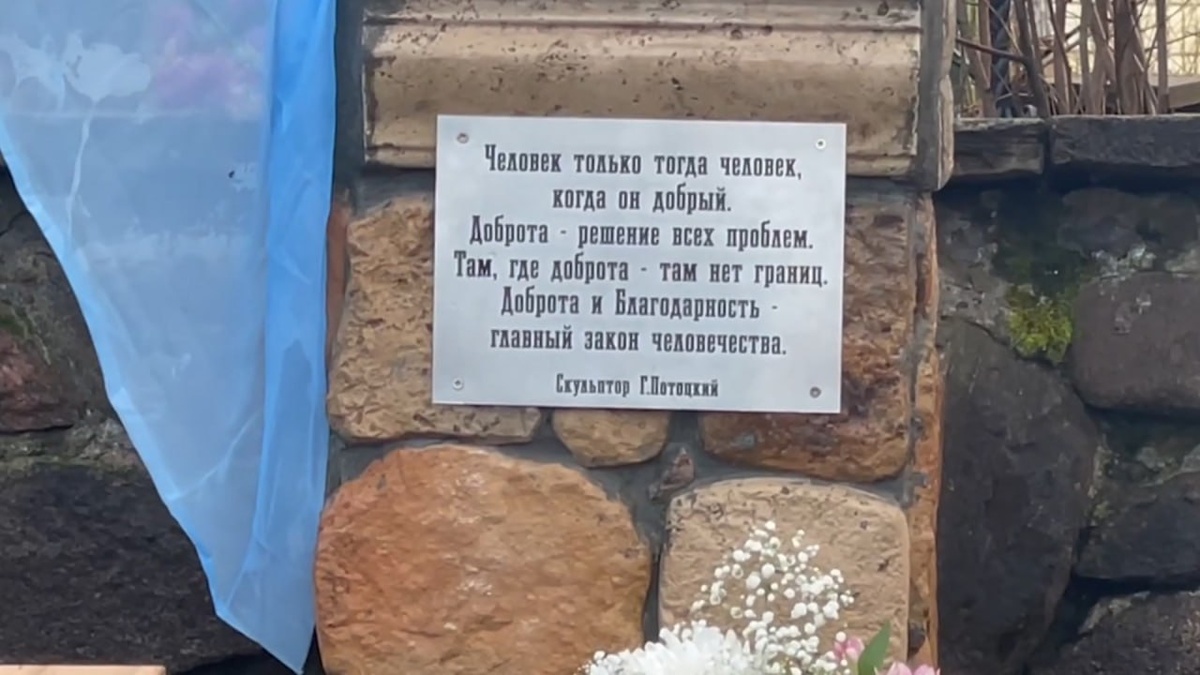 Человек только тогда человек,
когда он добрый.
Доброта - решение всех проблем.
Там, где доброта - там нет границ.
Доброта и Благодарность -
главный закон человечества.
Скульптор Г.Потоцкий